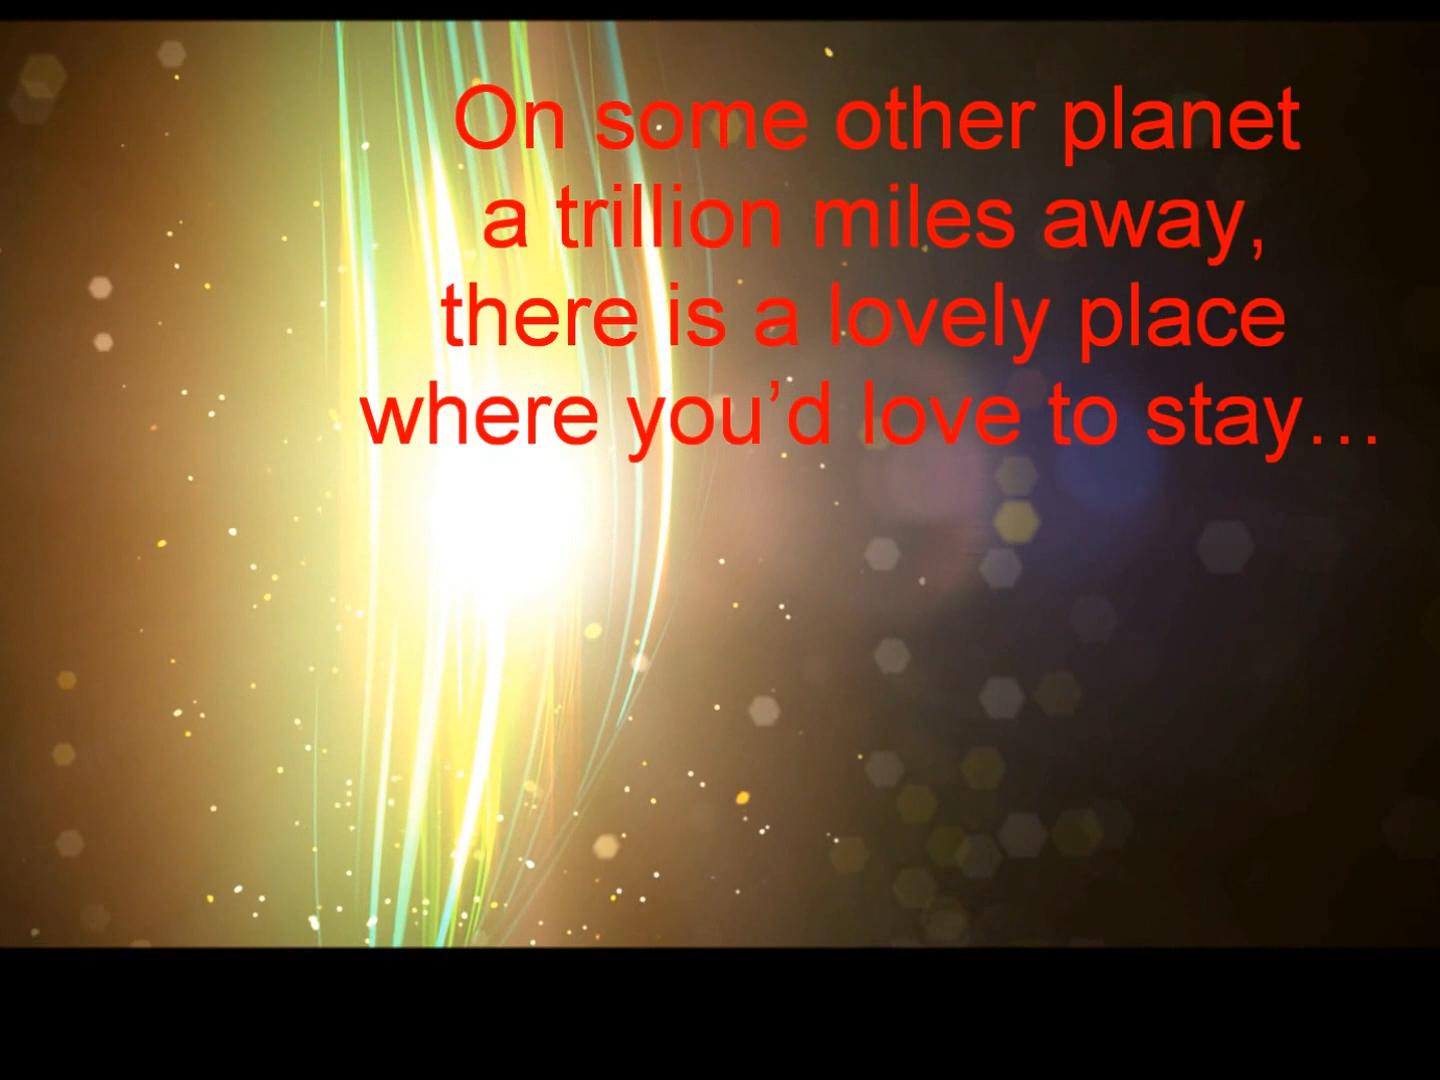 On some other planet
a trillion miles away,
there is a lovely place
where you’d love to stay…